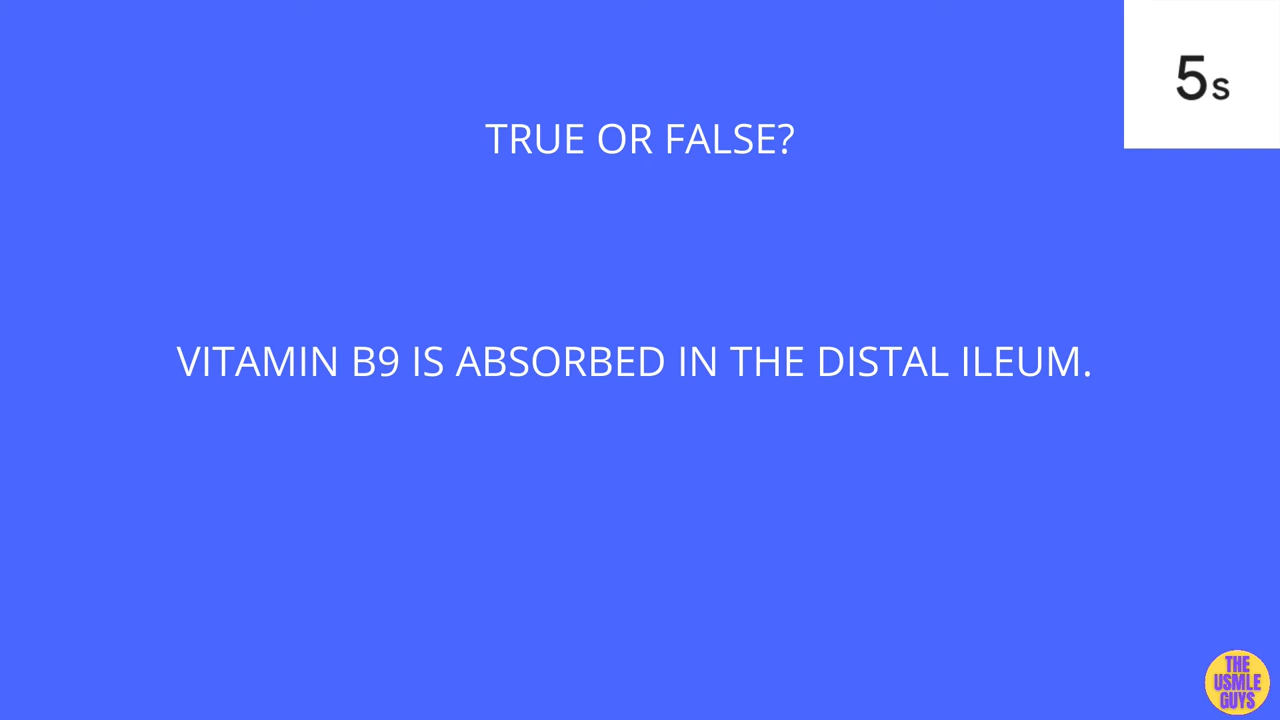 5s
TRUE OR FALSE?
VITAMIN B9 IS ABSORBED IN THE DISTAL ILEUM.
THE
USMLE
GUYS